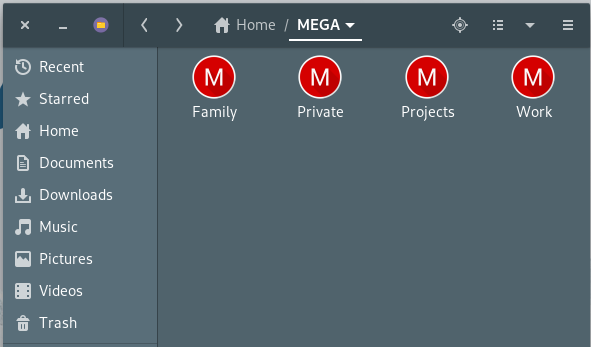 Home / MEGA
Recent
Starred
Home
Documents
Downloads
Music
Pictures
Videos
Trash
M M M M
Family Private Projects Work